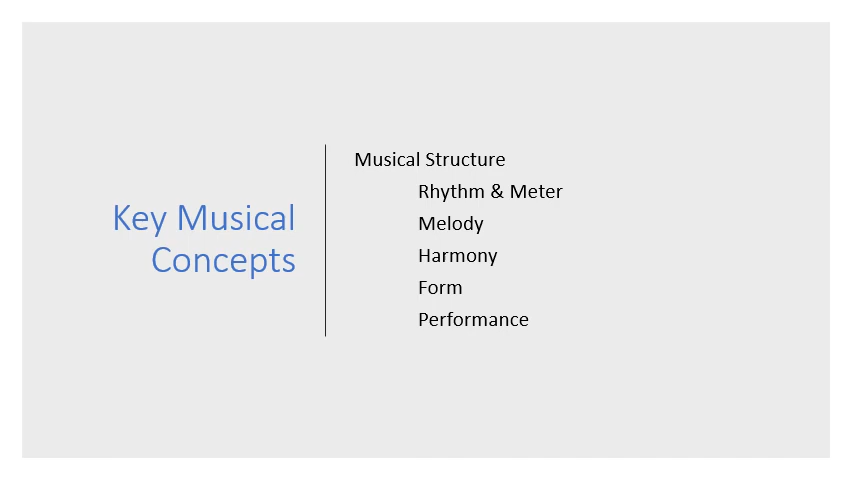 Key Musical
Concepts
Musical Structure
Rhythm & Meter
Melody
Harmony
Form
Performance